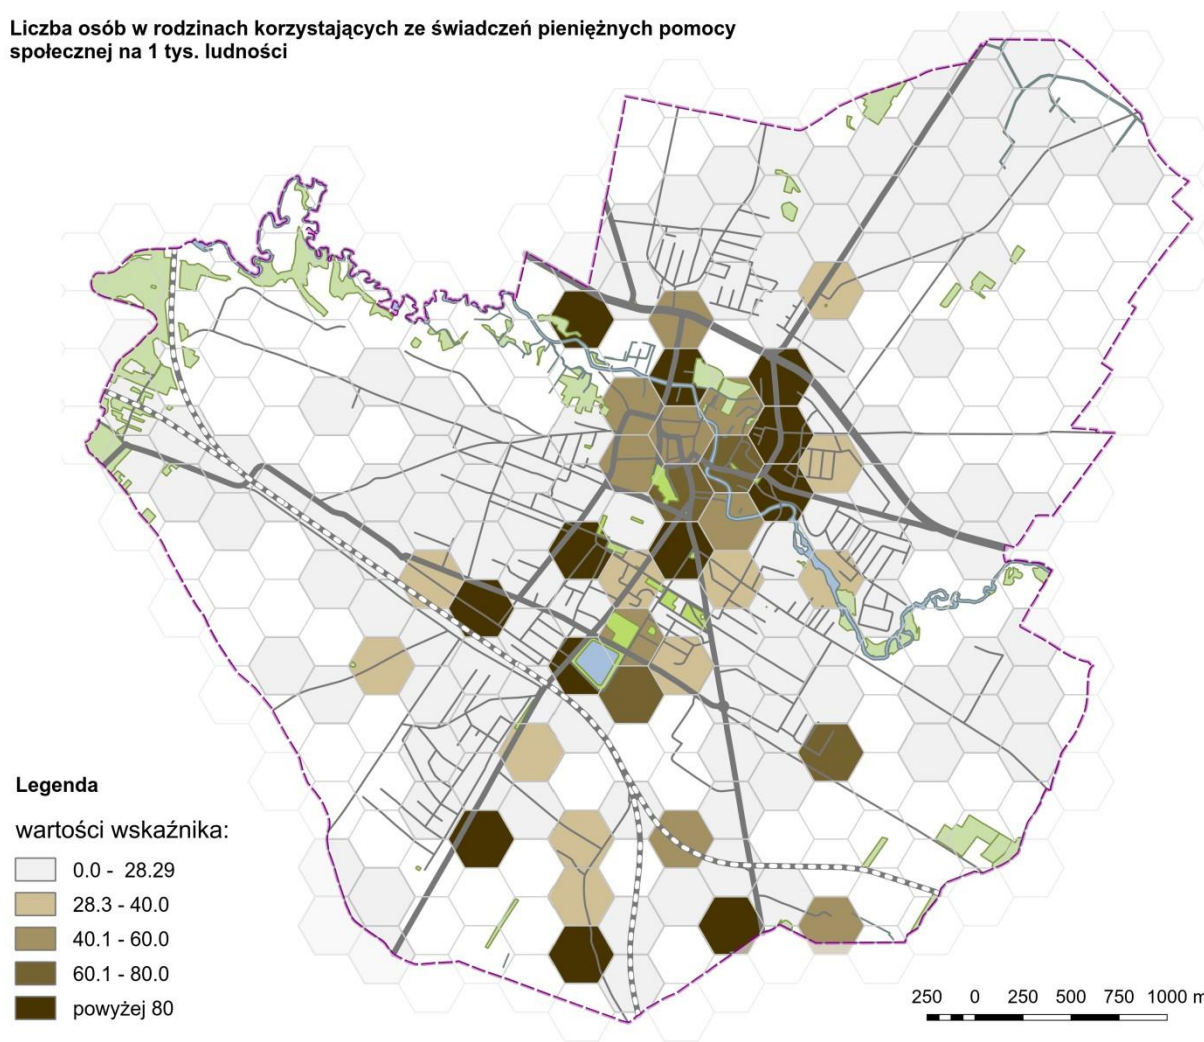 Liczba osób w rodzinach korzystających ze świadczeń pieniężnych pomocy
społecznej na 1 tys. ludności
Legenda
wartości wskaźnika:
0.0 - 28.29
28.3 - 40.0
40.1 - 60.0
60.1 - 80.0
powyżej 80
250 0 250 500 750 1000 m